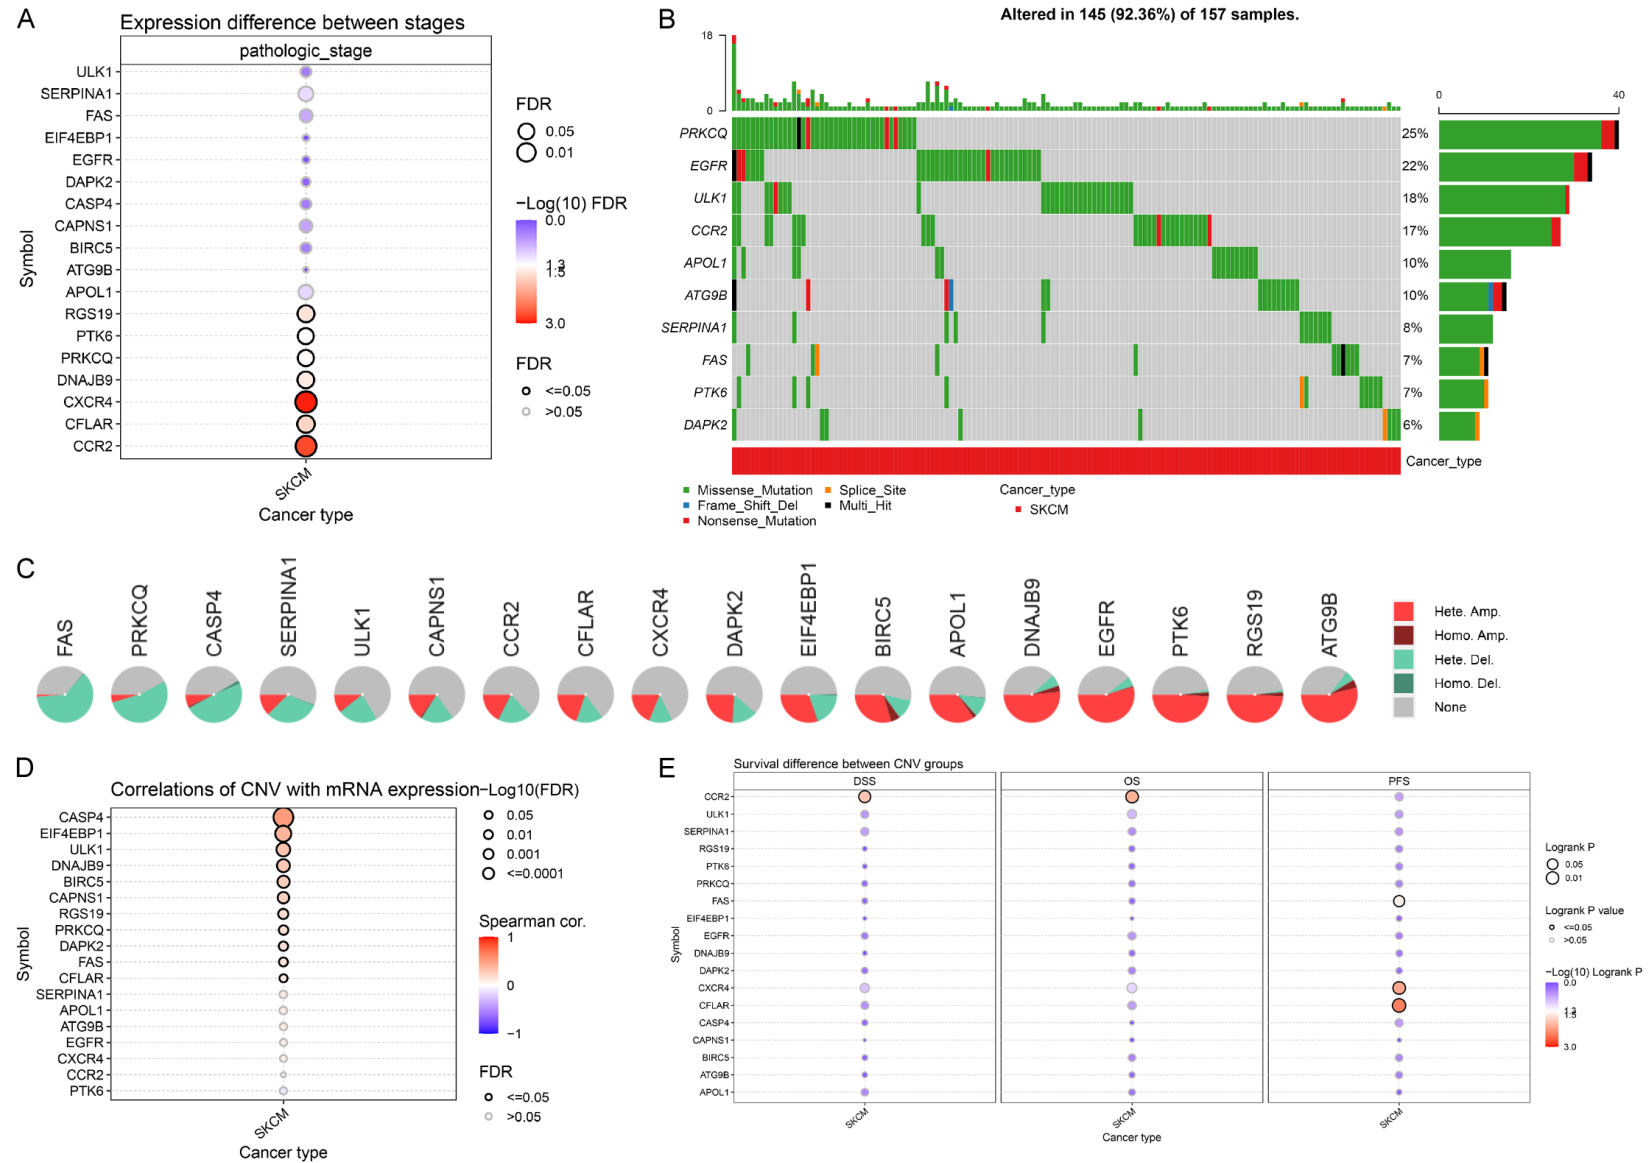 A
Expression difference between stages
pathologic_stage
ULK1
SERPINA1
FAS
EIF4EBP1
EGFR
DAPK2
CASP4
CAPNS1
BIRC5
ATG9B
APOL1
RGS19
PTK6
PRKCQ
DNAJB9
CXCR4
CFLAR
CCR2
Symbol
SKCM
Cancer type
FDR
0.05
0.01
−Log(10) FDR
0.0
1.3
3.0
FDR
<=0.05
>0.05
B
Altered in 145 (92.36%) of 157 samples.
18
0
0 40
PRKCQ 25%
EGFR 22%
ULK1 18%
CCR2 17%
APOL1 10%
ATG9B 10%
SERPINA1 8%
FAS 7%
PTK6 7%
DAPK2 6%
Cancer_type
Missense_Mutation
Frame_Shift_Del
Nonsense_Mutation
Splice_Site
Multi_Hit
Cancer_type
SKCM
C
FAS
PRKCQ
CASP4
SERPINA1
ULK1
CAPNS1
CCR2
CFLAR
CXCR4
DAPK2
EIF4EBP1
BIRC5
APOL1
DNAJB9
EGFR
PTK6
RGS19
ATG9B
Hete. Amp.
Homo. Amp.
Hete. Del.
Homo. Del.
None
D
Correlations of CNV with mRNA expression
CASP4
EIF4EBP1
ULK1
DNAJB9
BIRC5
CAPNS1
RGS19
PRKCQ
DAPK2
FAS
CFLAR
SERPINA1
APOL1
ATG9B
EGFR
CXCR4
CCR2
PTK6
Symbol
SKCM
Cancer type
−Log10(FDR)
0.05
0.01
0.001
<=0.0001
Spearman cor.
1
0
−1
FDR
<=0.05
>0.05
E
Survival difference between CNV groups
DSS OS PFS
CCR2
ULK1
SERPINA1
RGS19
PTK6
PRKCQ
FAS
EIF4EBP1
EGFR
DNAJB9
DAPK2
CXCR4
CFLAR
CASP4
CAPNS1
BIRC5
ATG9B
APOL1
Symbol
SKCM SKCM SKCM
Cancer type
Logrank P
0.05
0.01
Logrank P value
<=0.05
>0.05
−Log(10) Logrank P
0.0
3.0